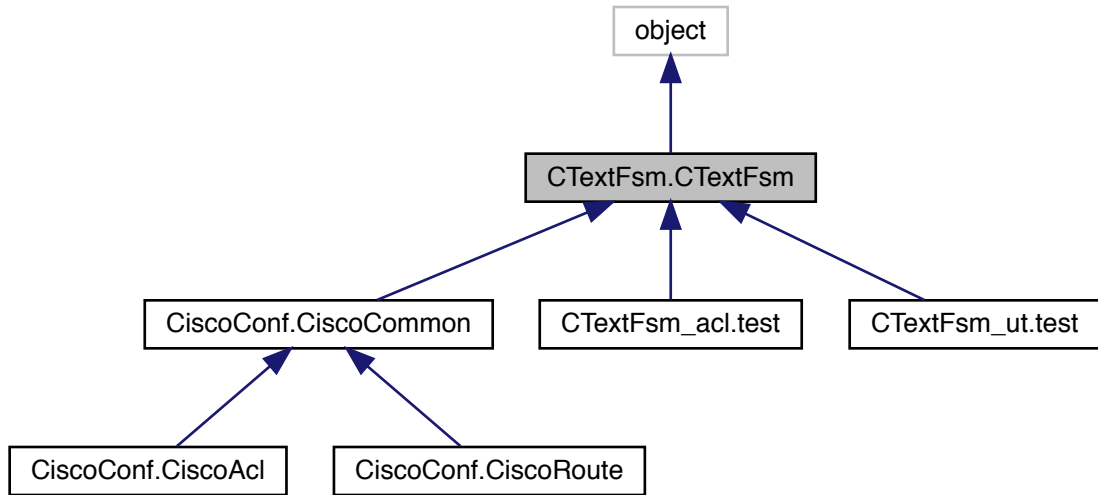 object
CTextFsm.CTextFsm
CiscoConf.CiscoCommon
CTextFsm_acl.test
CTextFsm_ut.test
CiscoConf.CiscoAcl
CiscoConf.CiscoRoute